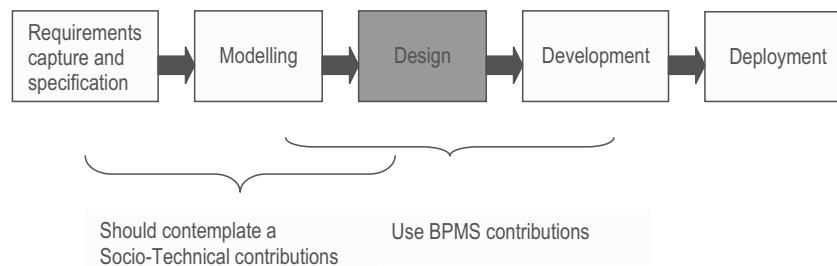 Requirements
capture and
specification
Modelling
Design
Development
Deployment
Should contemplate a
Socio-Technical contributions
Use BPMS contributions